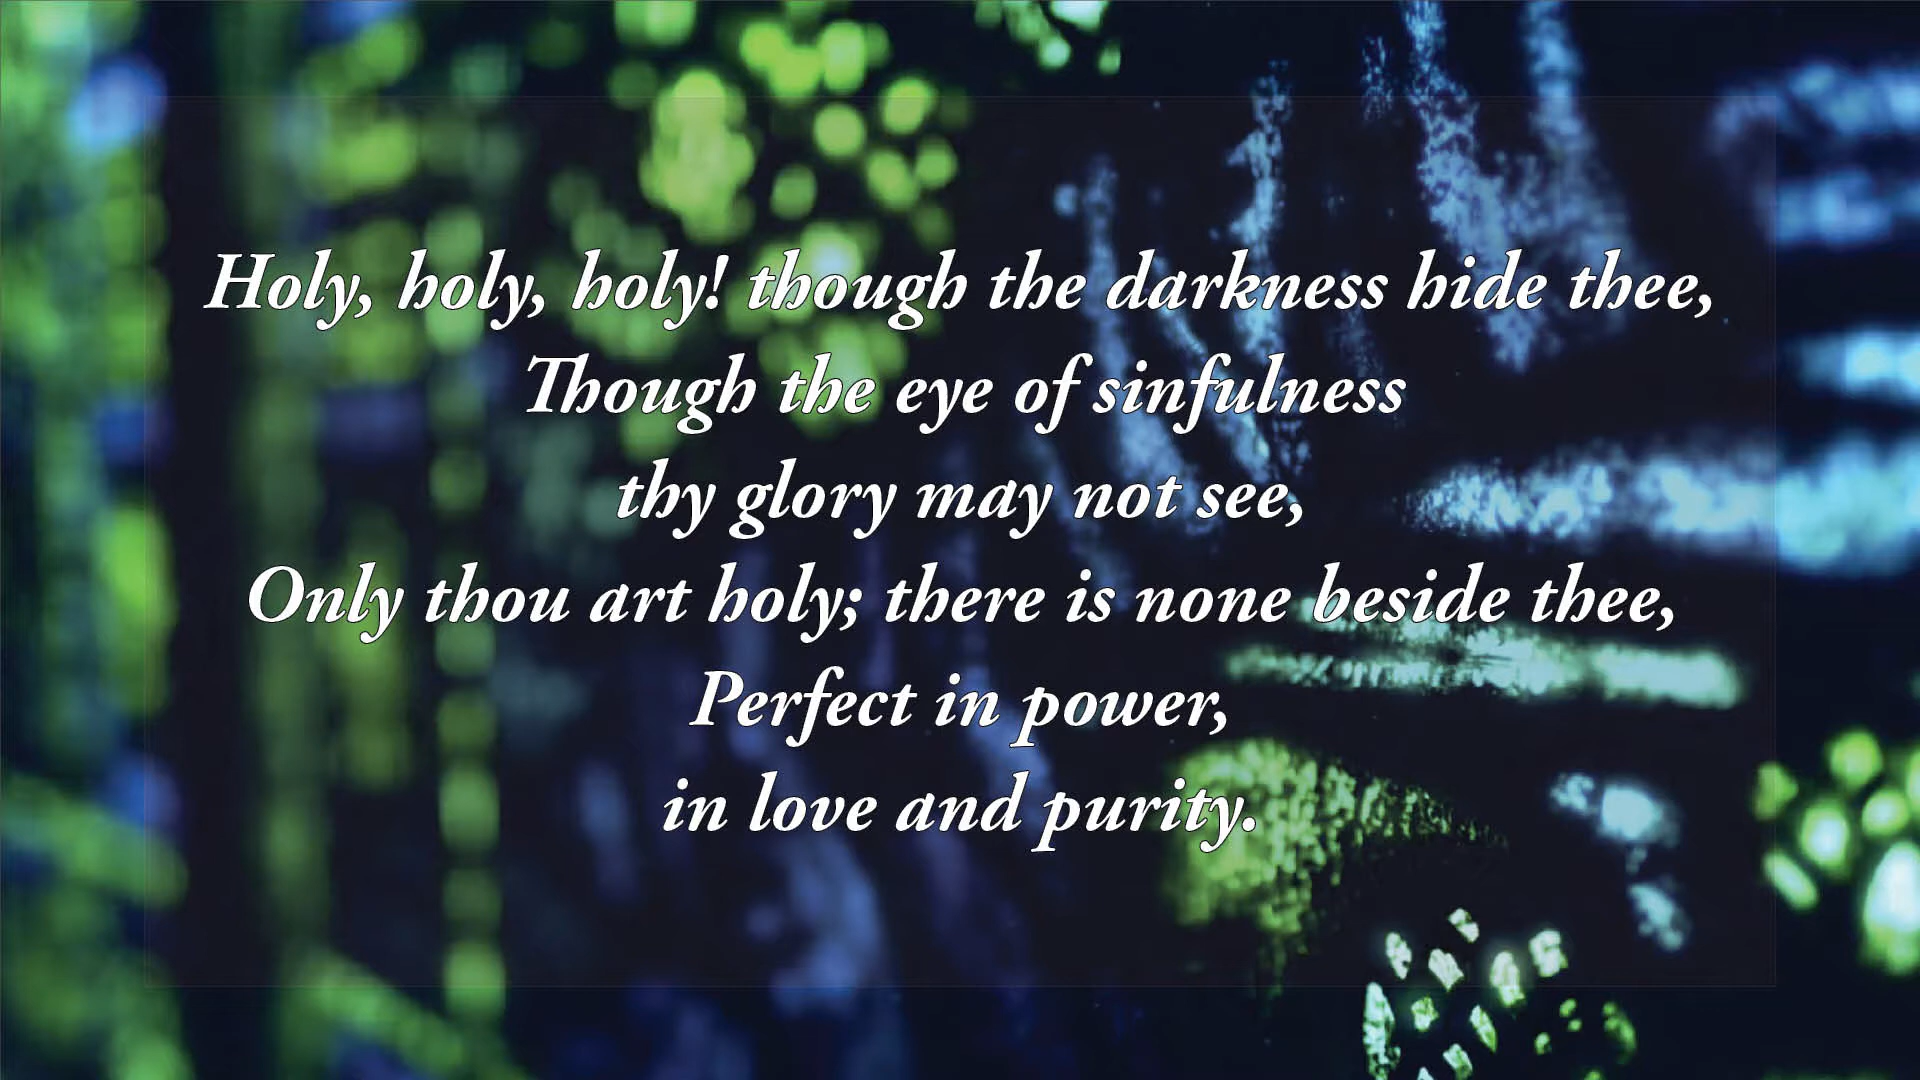 Holy, holy, holy! though the darkness hide thee,
Though the eye of sinfulness
thy glory may not see,
Only thou art holy; there is none beside thee,
Perfect in power,
in love and purity.